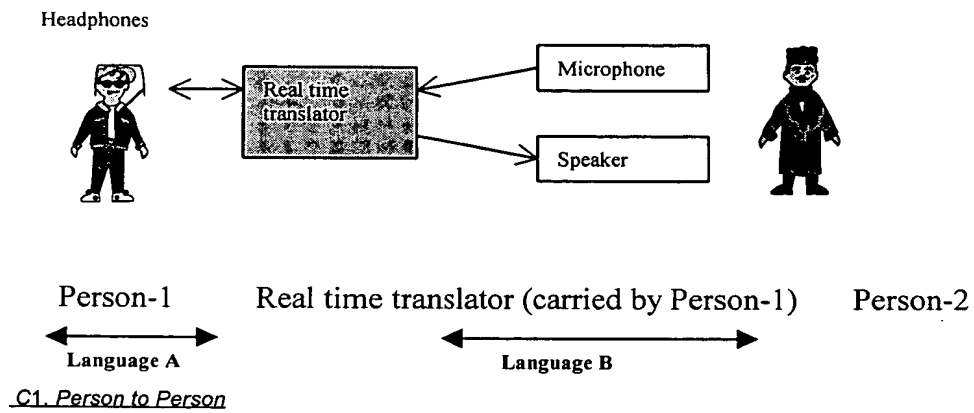 Headphones
Real time
translator
Microphone
Speaker
Person-1 Real time translator (carried by Person-1) Person-2
Language A Language B
C1. Person to Person